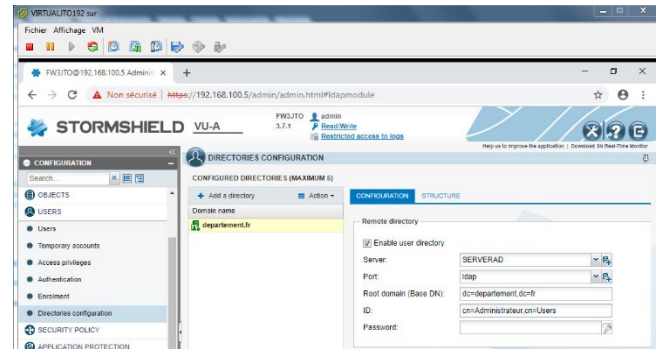 VIRTUALITO192 sur
Fichier Affichage VM
FW3JTO@192.168.100.5 Adminis
Non sécurisé | https://192.168.100.5/admin/admin.html#ldapmodule
STORMSHIELD VU-A
FW3JTO admin
3.7.1 Read/Write
Restricted access to logs
Help us to improve the application | Download SN Real-Time Monitor
CONFIGURATION
DIRECTORIES CONFIGURATION
Search...
CONFIGURED DIRECTORIES (MAXIMUM 5)
OBJECTS
Add a directory Action
CONFIGURATION STRUCTURE
USERS
Domain name
Users
departement.fr
Remote directory
Temporary accounts
Enable user directory
Access privileges
Server: SERVERAD
Authentication
Port: ldap
Enrolment
Root domain (Base DN): dc=departement,dc=fr
Directories configuration
ID: cn=Administrateur,cn=Users
SECURITY POLICY
Password:
APPLICATION PROTECTION